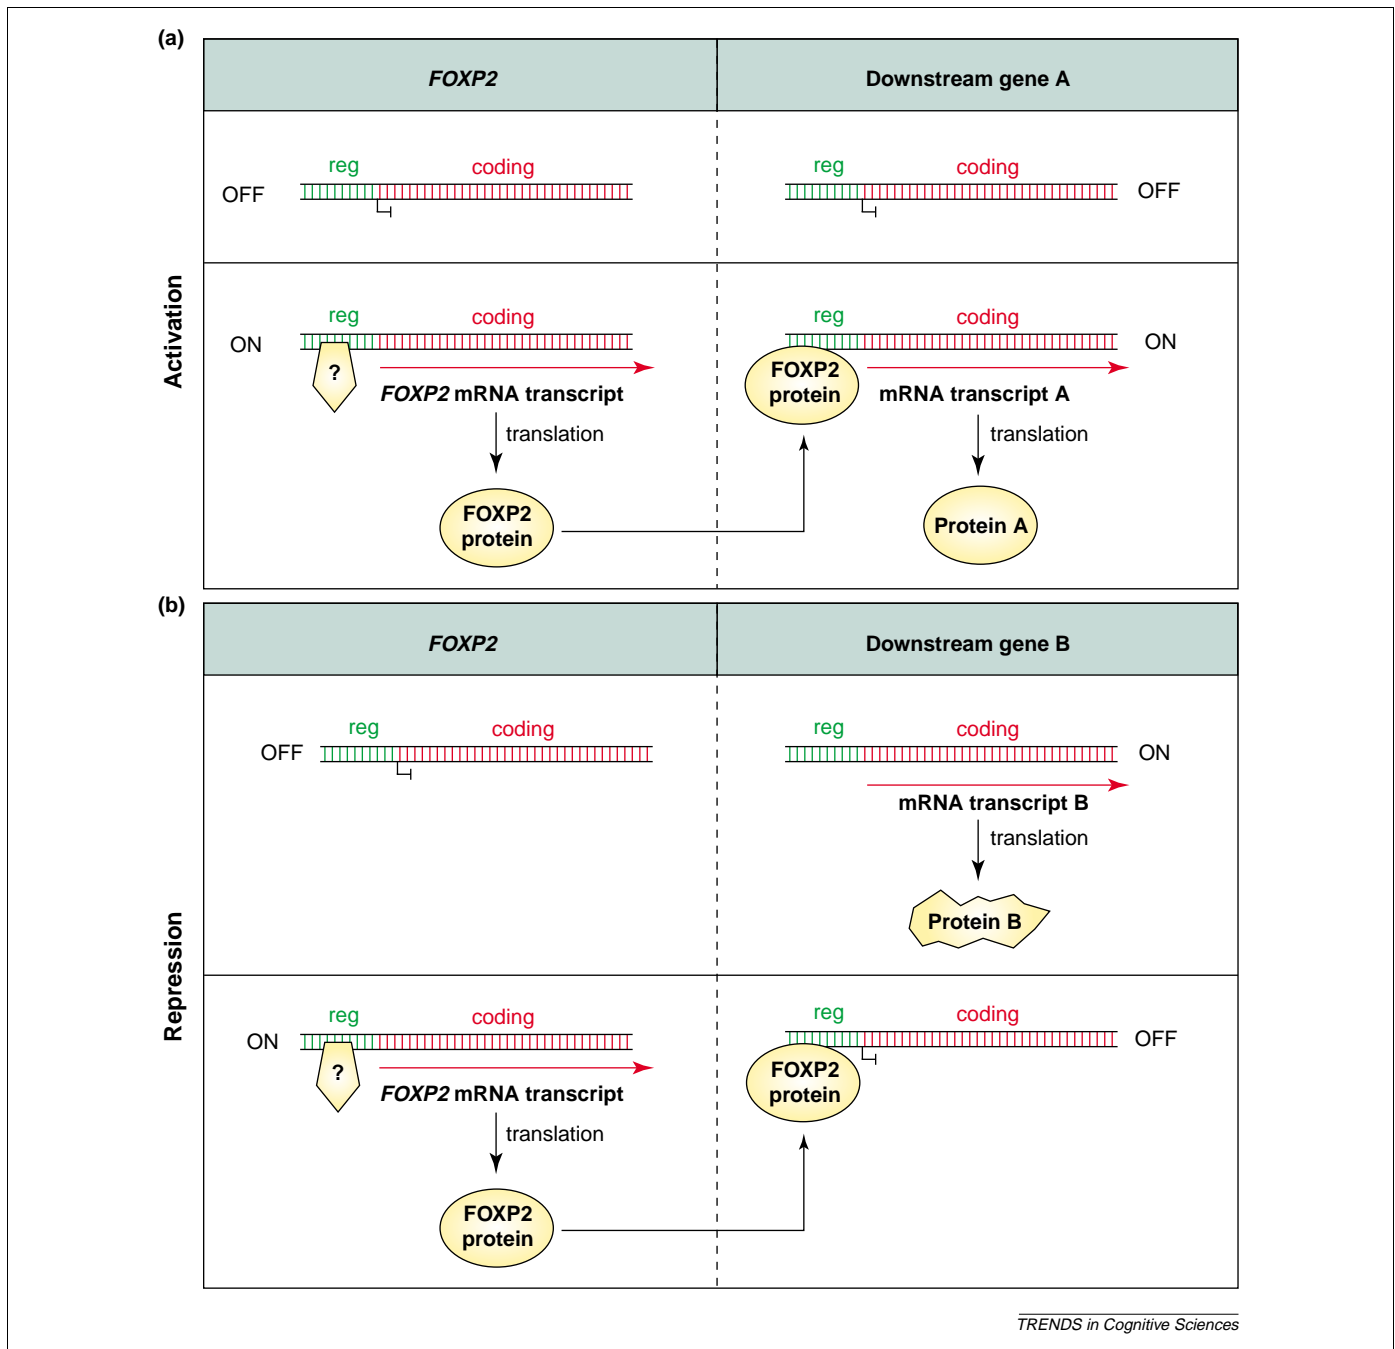 (a)
FOXP2
Downstream gene A
Activation
OFF
reg
coding
reg
coding
OFF
ON
reg
coding
?
FOXP2 mRNA transcript
translation
FOXP2
protein
reg
coding
ON
FOXP2
protein
mRNA transcript A
translation
Protein A
(b)
FOXP2
Downstream gene B
Repression
OFF
reg
coding
reg
coding
ON
mRNA transcript B
translation
Protein B
ON
reg
coding
?
FOXP2 mRNA transcript
translation
FOXP2
protein
reg
coding
OFF
FOXP2
protein
TRENDS in Cognitive Sciences